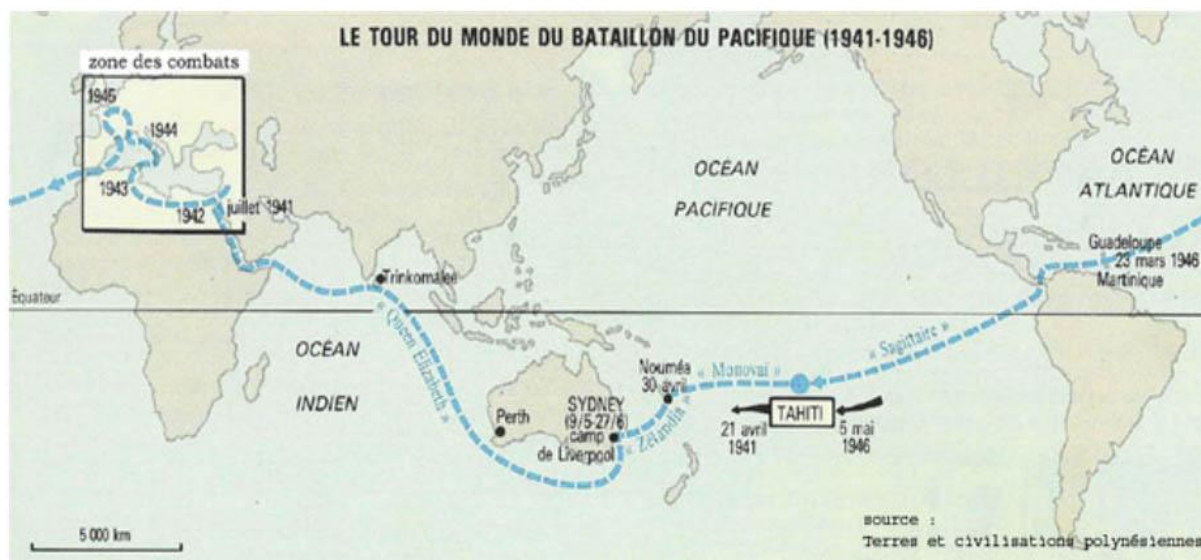 LE TOUR DU MONDE DU BATAILLON DU PACIFIQUE (1941-1946)
zone des combats
1945
1944
1943
1942
juillet 1941
OCÉAN
PACIFIQUE
OCÉAN
ATLANTIQUE
Guadeloupe
23 mars 1946
Martinique
Trinkomalee
Équateur
OCÉAN
INDIEN
« Queen Elizabeth »
Perth
SYDNEY
(9/5-27/6)
camp
de Liverpool
« Zélandia »
Nouméa
30 avril
« Monovai »
« Sagittaire »
TAHITI
21 avril
1941
5 mai
1946
5 000 km
source :
Terres et civilisations polynésiennes